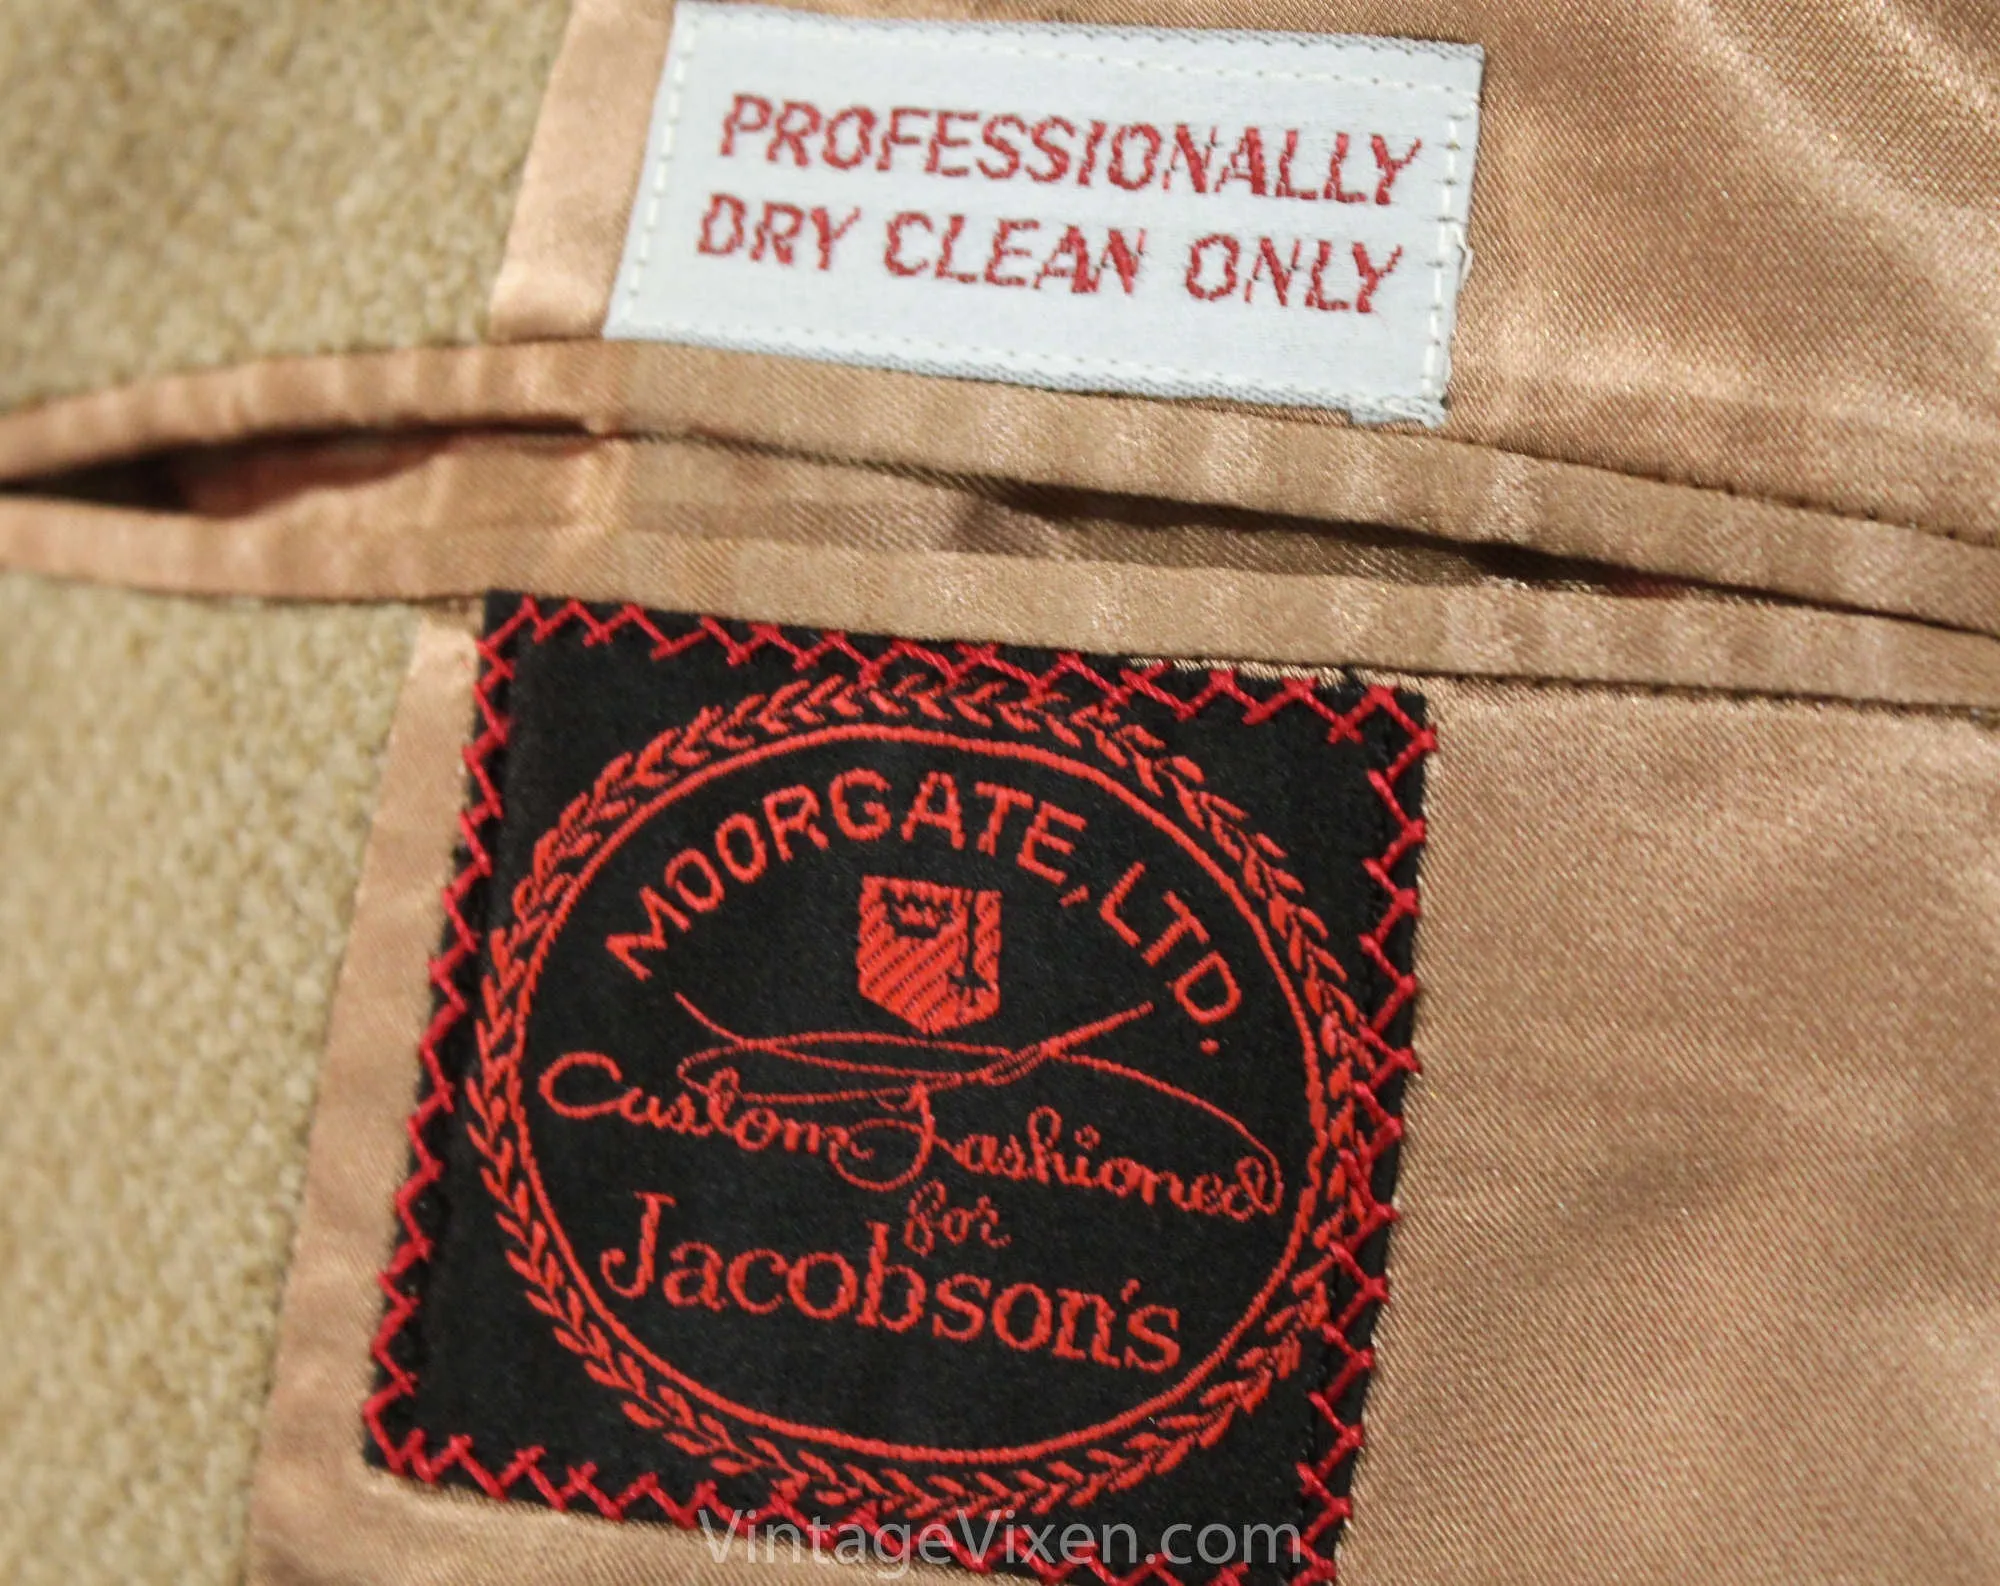 PROFESSIONALLY
DRY CLEAN ONLY
MOORGATE, LTD.
Custom Fashioned
for
Jacobson's
VintageVixen.com